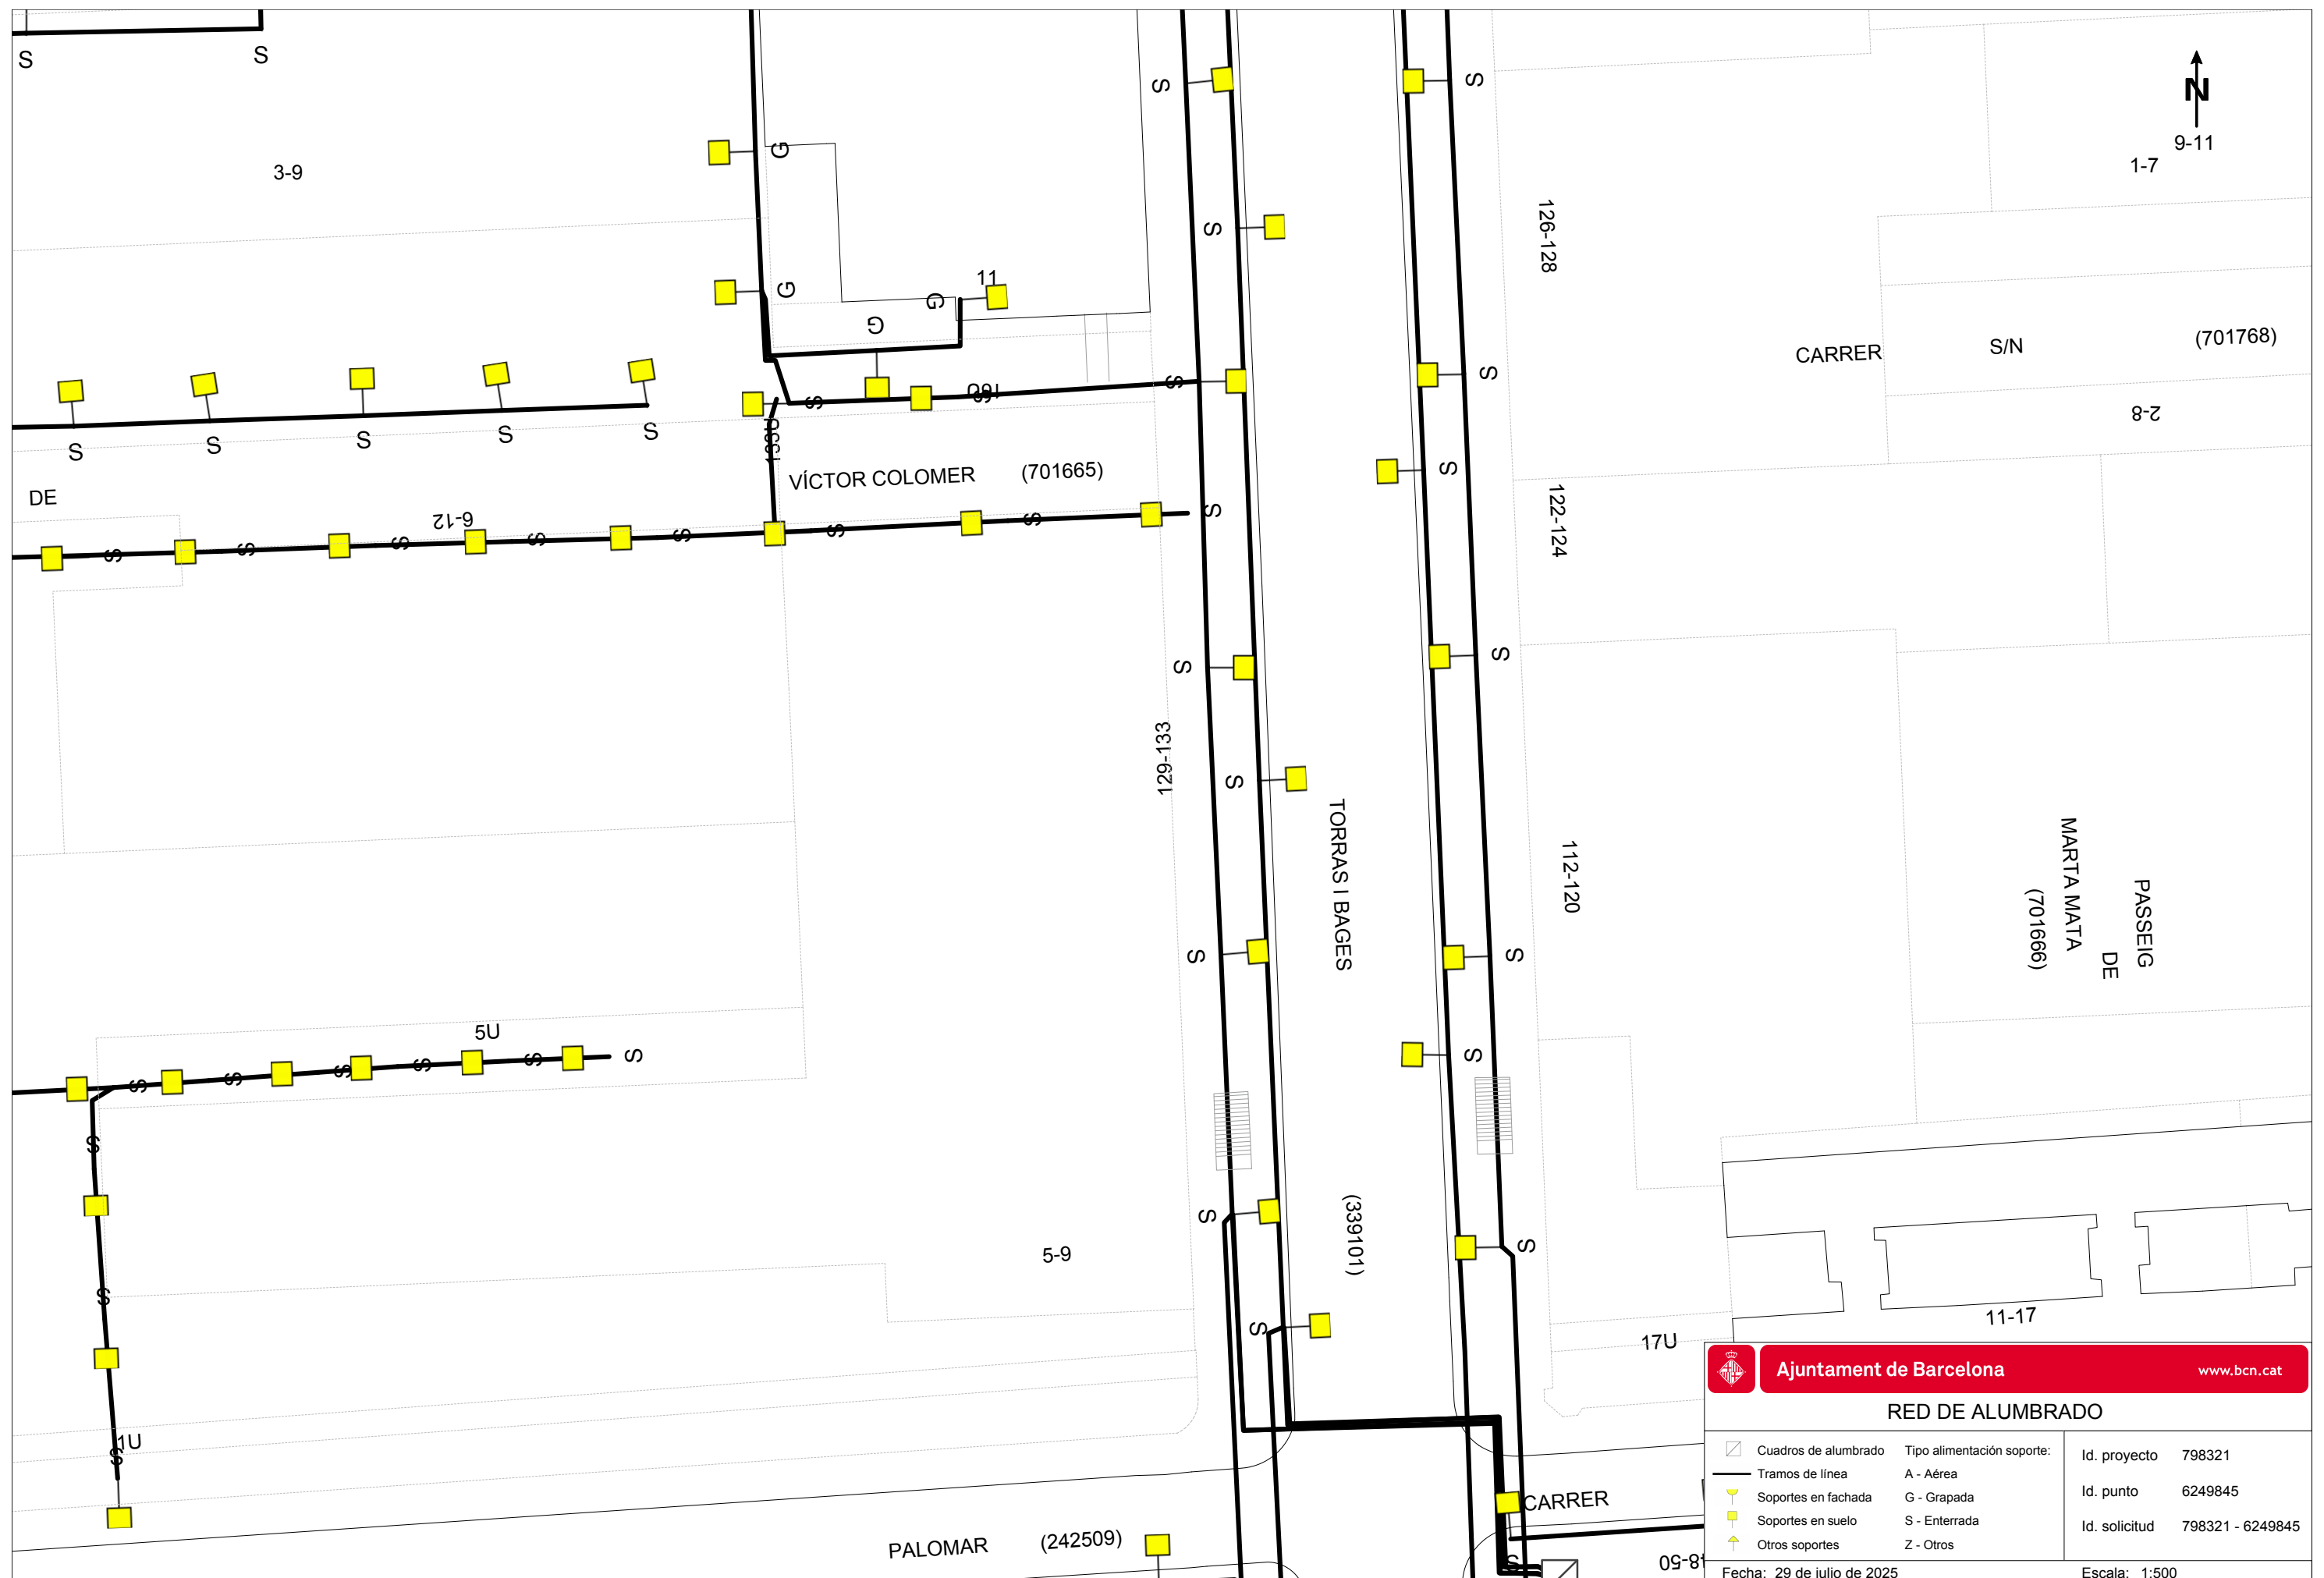 S
S
S
S
N
9-11
1-7
3-9
G
126-128
S
11
G
G
G
CARRER
S/N
(701768)
S
S
S
16U
S
2-8
S
S
S
S
S
133U
VÍCTOR COLOMER
(701665)
S
DE
122-124
6-12
S
S
S
S
S
S
S
S
S
S
S
129-133
S
TORRAS I BAGES
112-120
MARTA MATA
(701666)
PASSEIG
DE
S
S
5U
S
S
S
S
S
S
S
S
S
(339101)
S
S
5-9
S
S
11-17
17U
1U
S
CARRER
PALOMAR
(242509)
S
48-50
Ajuntament de Barcelona
www.bcn.cat
RED DE ALUMBRADO
Cuadros de alumbrado
Tipo alimentación soporte:
Tramos de línea
A - Aérea
Soportes en fachada
G - Grapada
Soportes en suelo
S - Enterrada
Otros soportes
Z - Otros
Id. proyecto 798321
Id. punto 6249845
Id. solicitud 798321 - 6249845
Fecha: 29 de julio de 2025
Escala: 1:500